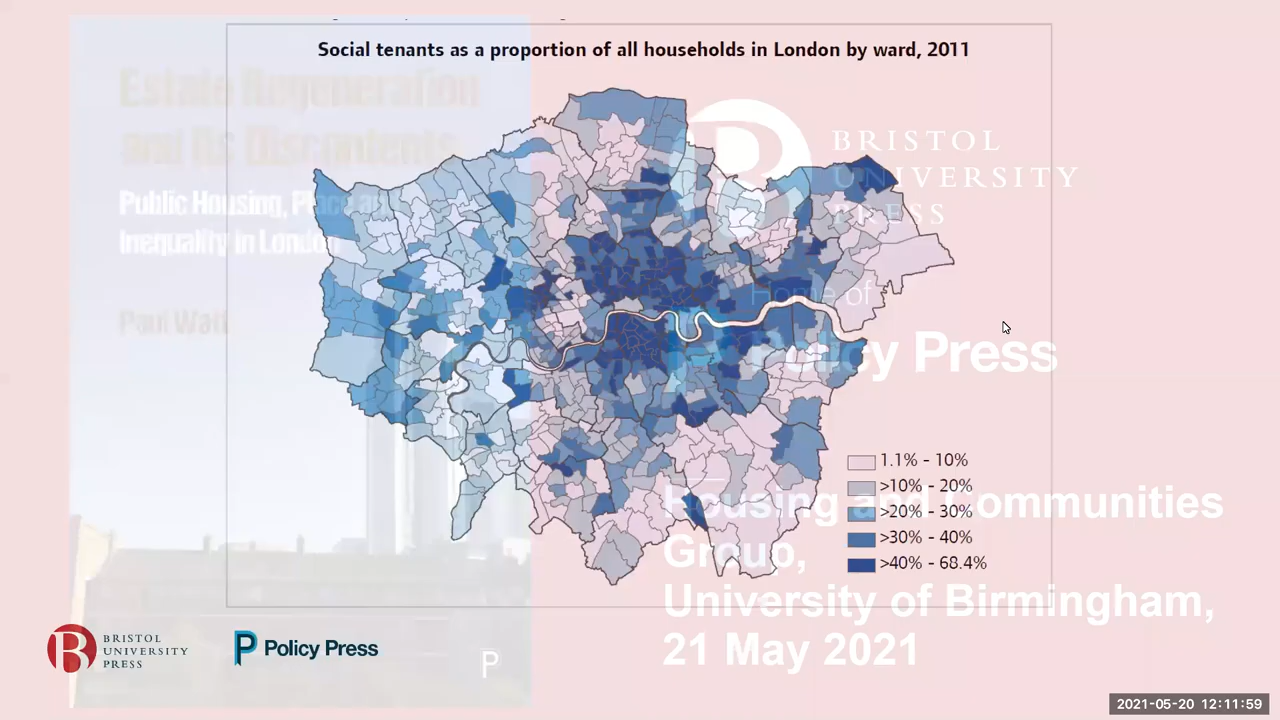 Social tenants as a proportion of all households in London by ward, 2011
Estate Regeneration
and its Discontents
Public Housing, Place and
Inequality in London
Paul Watt
BRISTOL
UNIVERSITY
PRESS
Home of
Policy Press
1.1% - 10%
>10% - 20%
>20% - 30%
>30% - 40%
>40% - 68.4%
Housing and Communities
Group,
University of Birmingham,
21 May 2021
BRISTOL
UNIVERSITY
PRESS
Policy Press
P
2021-05-20 12:11:59